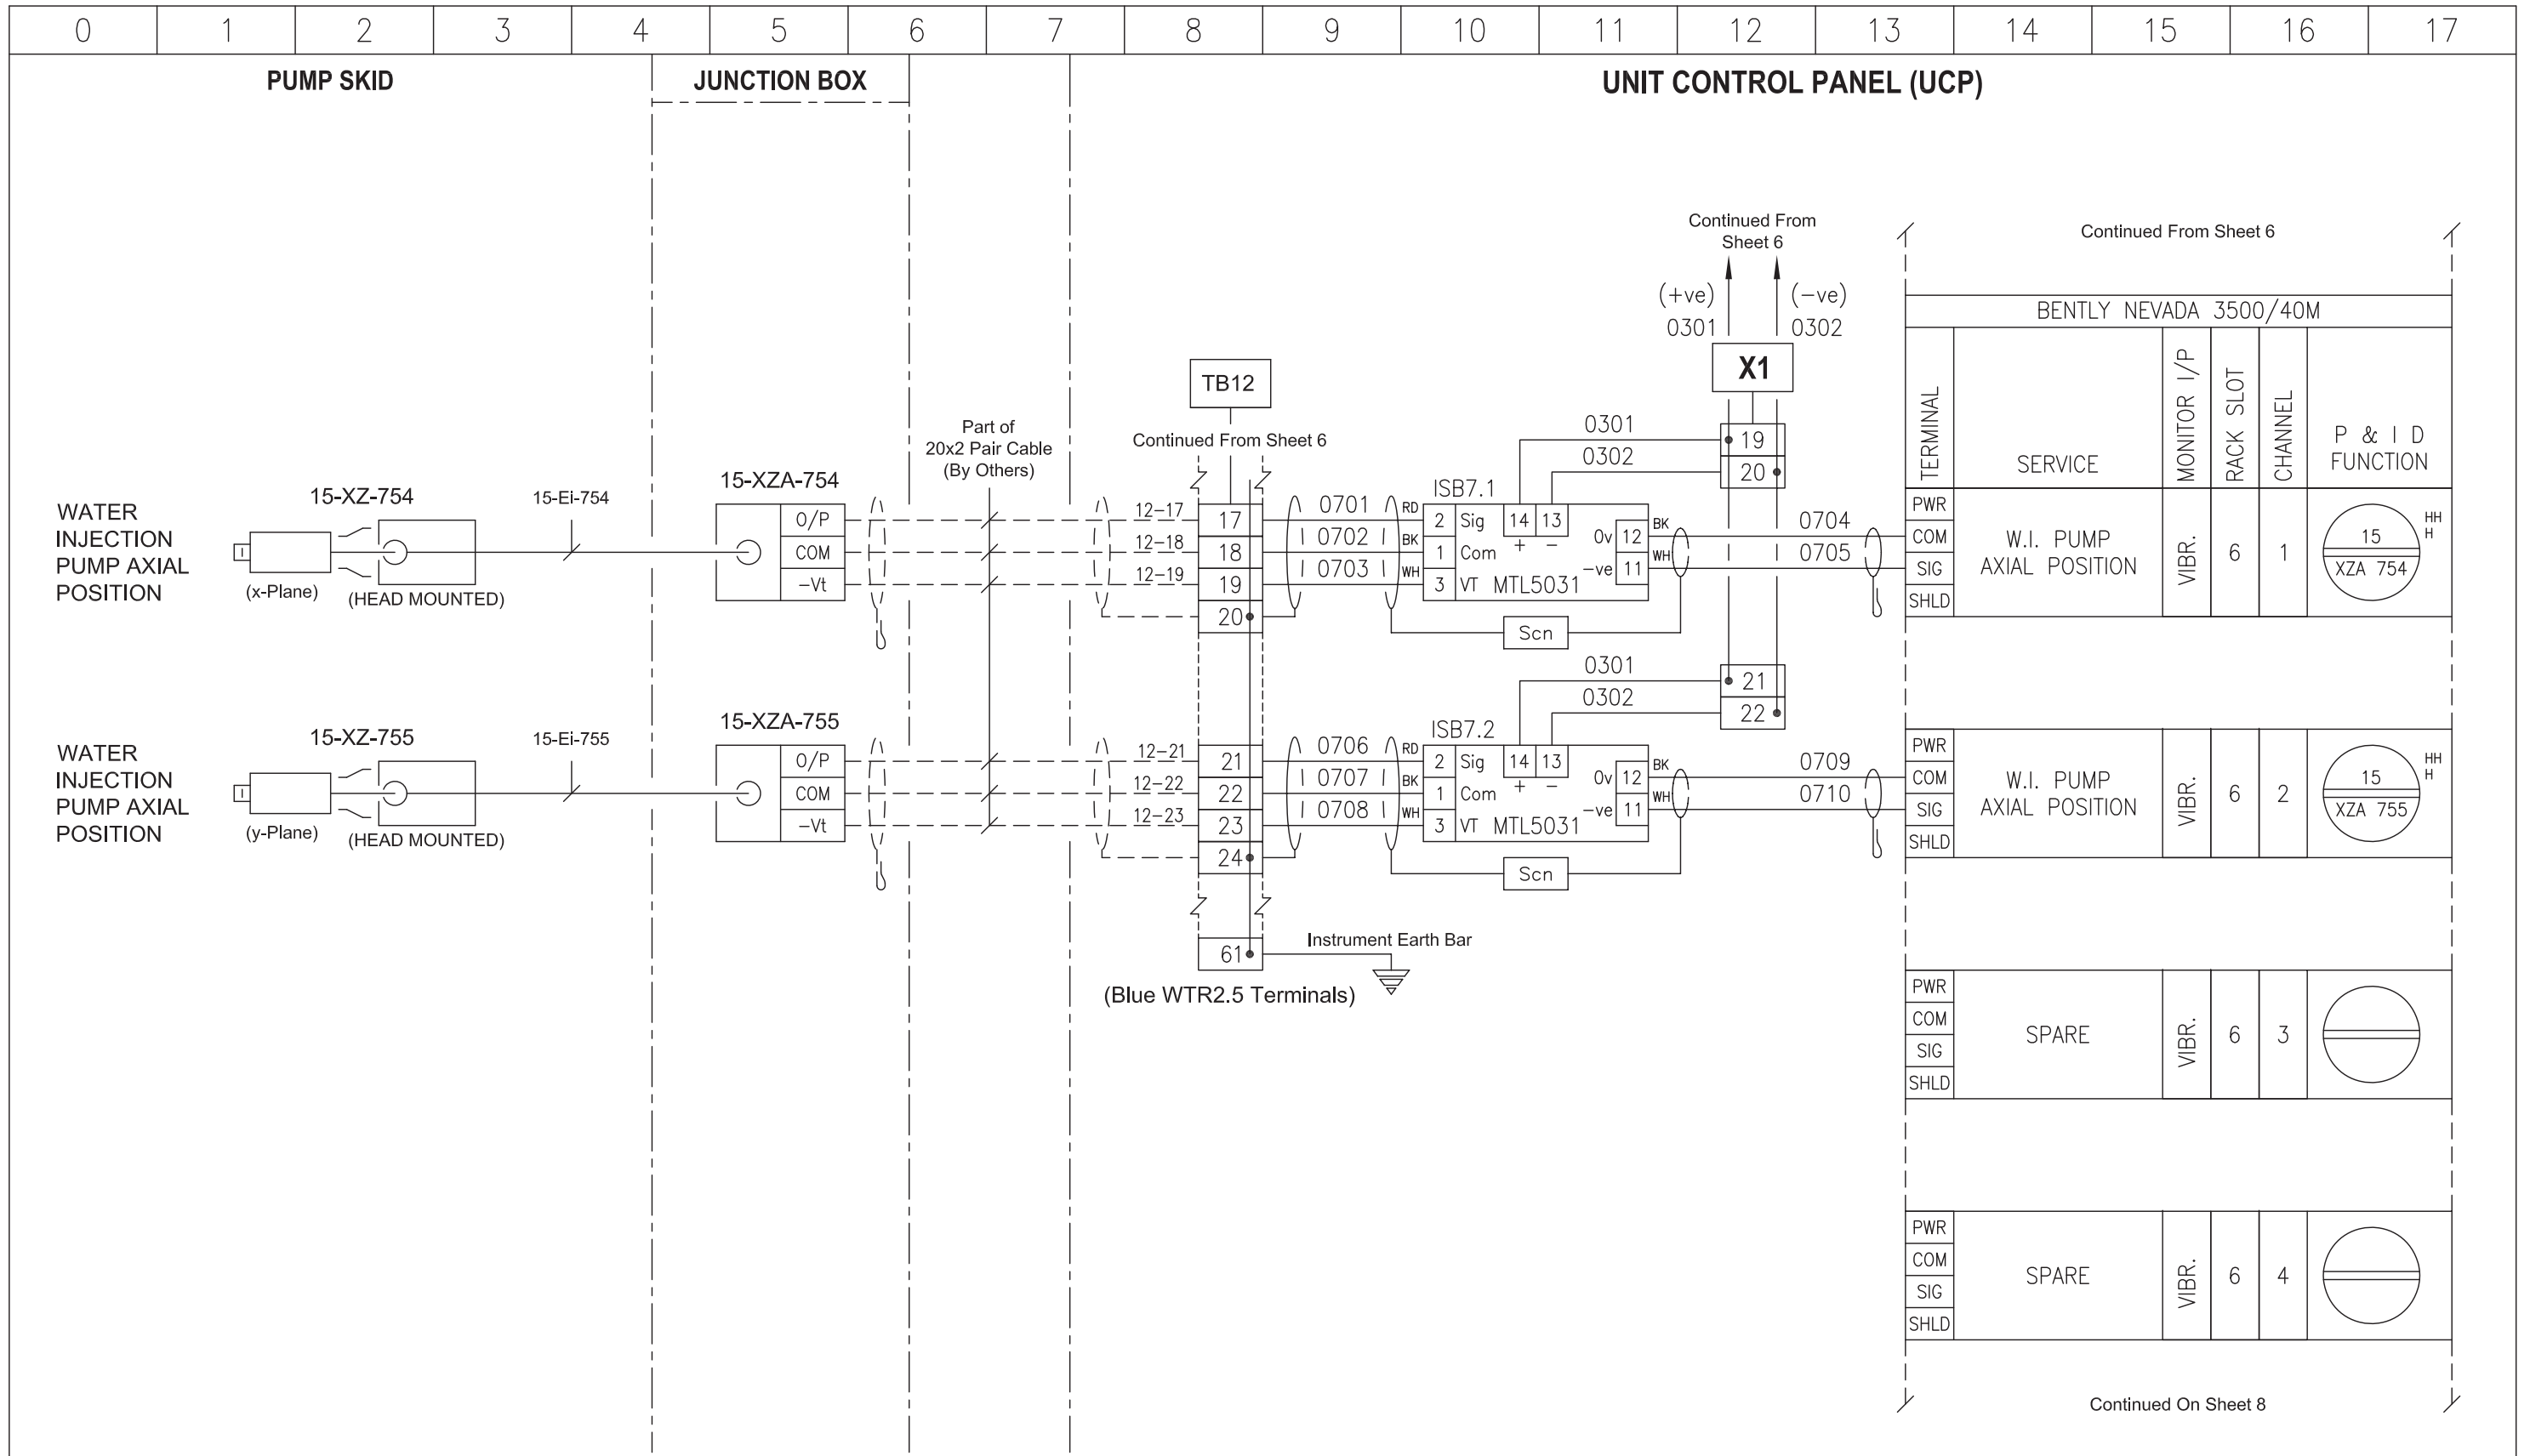 0 1 2 3 4 5 6 7 8 9 10 11 12 13 14 15 16 17
PUMP SKID
JUNCTION BOX
UNIT CONTROL PANEL (UCP)
Continued From
Sheet 6
(+ve) (-ve)
0301 0302
X1
Continued From Sheet 6
BENTLY NEVADA 3500/40M
TERMINAL
SERVICE
MONITOR I/P
RACK SLOT
CHANNEL
P & I D
FUNCTION
TB12
Continued From Sheet 6
Part of
20x2 Pair Cable
(By Others)
0301
0302
19
20
WATER
INJECTION
PUMP AXIAL
POSITION
15-XZ-754
(x-Plane)
(HEAD MOUNTED)
15-Ei-754
15-XZA-754
O/P
COM
-Vt
12-17
12-18
12-19
17
18
19
20
0701
0702
0703
RD
BK
WH
ISB7.1
2 Sig 14 13
1 Com + -
3 VT MTL5031
0v 12
-ve 11
BK
WH
Scn
0704
0705
PWR
COM
SIG
SHLD
W.I. PUMP
AXIAL POSITION
VIBR.
6
1
15
XZA 754
HH
H
0301
0302
21
22
WATER
INJECTION
PUMP AXIAL
POSITION
15-XZ-755
(y-Plane)
(HEAD MOUNTED)
15-Ei-755
15-XZA-755
O/P
COM
-Vt
12-21
12-22
12-23
21
22
23
24
0706
0707
0708
RD
BK
WH
ISB7.2
2 Sig 14 13
1 Com + -
3 VT MTL5031
0v 12
-ve 11
BK
WH
Scn
0709
0710
PWR
COM
SIG
SHLD
W.I. PUMP
AXIAL POSITION
VIBR.
6
2
15
XZA 755
HH
H
61
Instrument Earth Bar
(Blue WTR2.5 Terminals)
PWR
COM
SIG
SHLD
SPARE
VIBR.
6
3
PWR
COM
SIG
SHLD
SPARE
VIBR.
6
4
Continued On Sheet 8